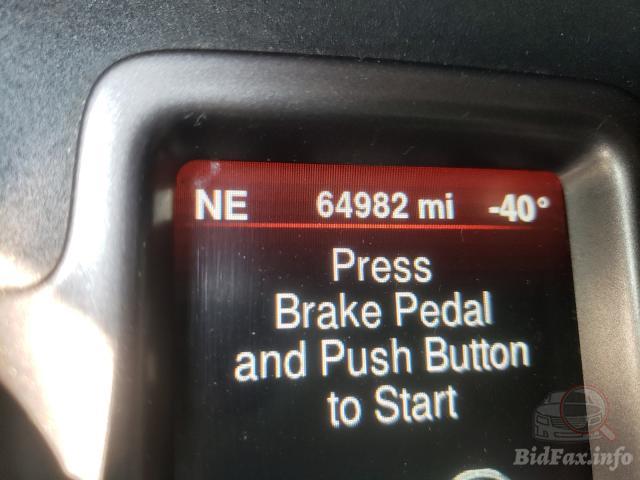 NE 64982 mi -40°
Press
Brake Pedal
and Push Button
to Start
BidFax.info